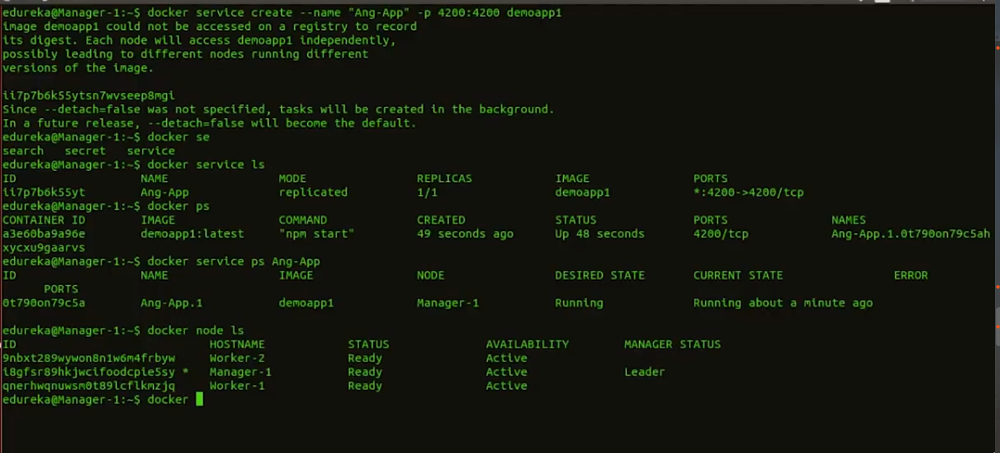 edureka@Manager-1:~$ docker service create --name "Ang-App" -p 4200:4200 demoapp1
image demoapp1 could not be accessed on a registry to record
its digest. Each node will access demoapp1 independently,
possibly leading to different nodes running different
versions of the image.
ii7p7b6k55ytsn7wvseep8mgi
Since --detach=false was not specified, tasks will be created in the background.
In a future release, --detach=false will become the default.
edureka@Manager-1:~$ docker se
search   secret   service
edureka@Manager-1:~$ docker service ls
ID                  NAME                MODE                REPLICAS            IMAGE               PORTS
ii7p7b6k55yt        Ang-App             replicated          1/1                 demoapp1            *:4200->4200/tcp
edureka@Manager-1:~$ docker ps
CONTAINER ID        IMAGE               COMMAND             CREATED             STATUS              PORTS               NAMES
a3e60ba9a96e        demoapp1:latest     "npm start"         49 seconds ago      Up 48 seconds       4200/tcp            Ang-App.1.0t790on79c5ah
xycxu9gaarvs
edureka@Manager-1:~$ docker service ps Ang-App
ID                  NAME                IMAGE               NODE                DESIRED STATE       CURRENT STATE                ERROR
      PORTS
0t790on79c5a        Ang-App.1           demoapp1            Manager-1           Running             Running about a minute ago
edureka@Manager-1:~$ docker node ls
ID                            HOSTNAME            STATUS              AVAILABILITY        MANAGER STATUS
9nbxt289wywon8n1w6m4frbyw     Worker-2            Ready               Active
i8gfsr89hkjwcifoodcpie5sy *   Manager-1           Ready               Active              Leader
qnerhwqnuwsm0t89lcflkmzjq     Worker-1            Ready               Active
edureka@Manager-1:~$ docker